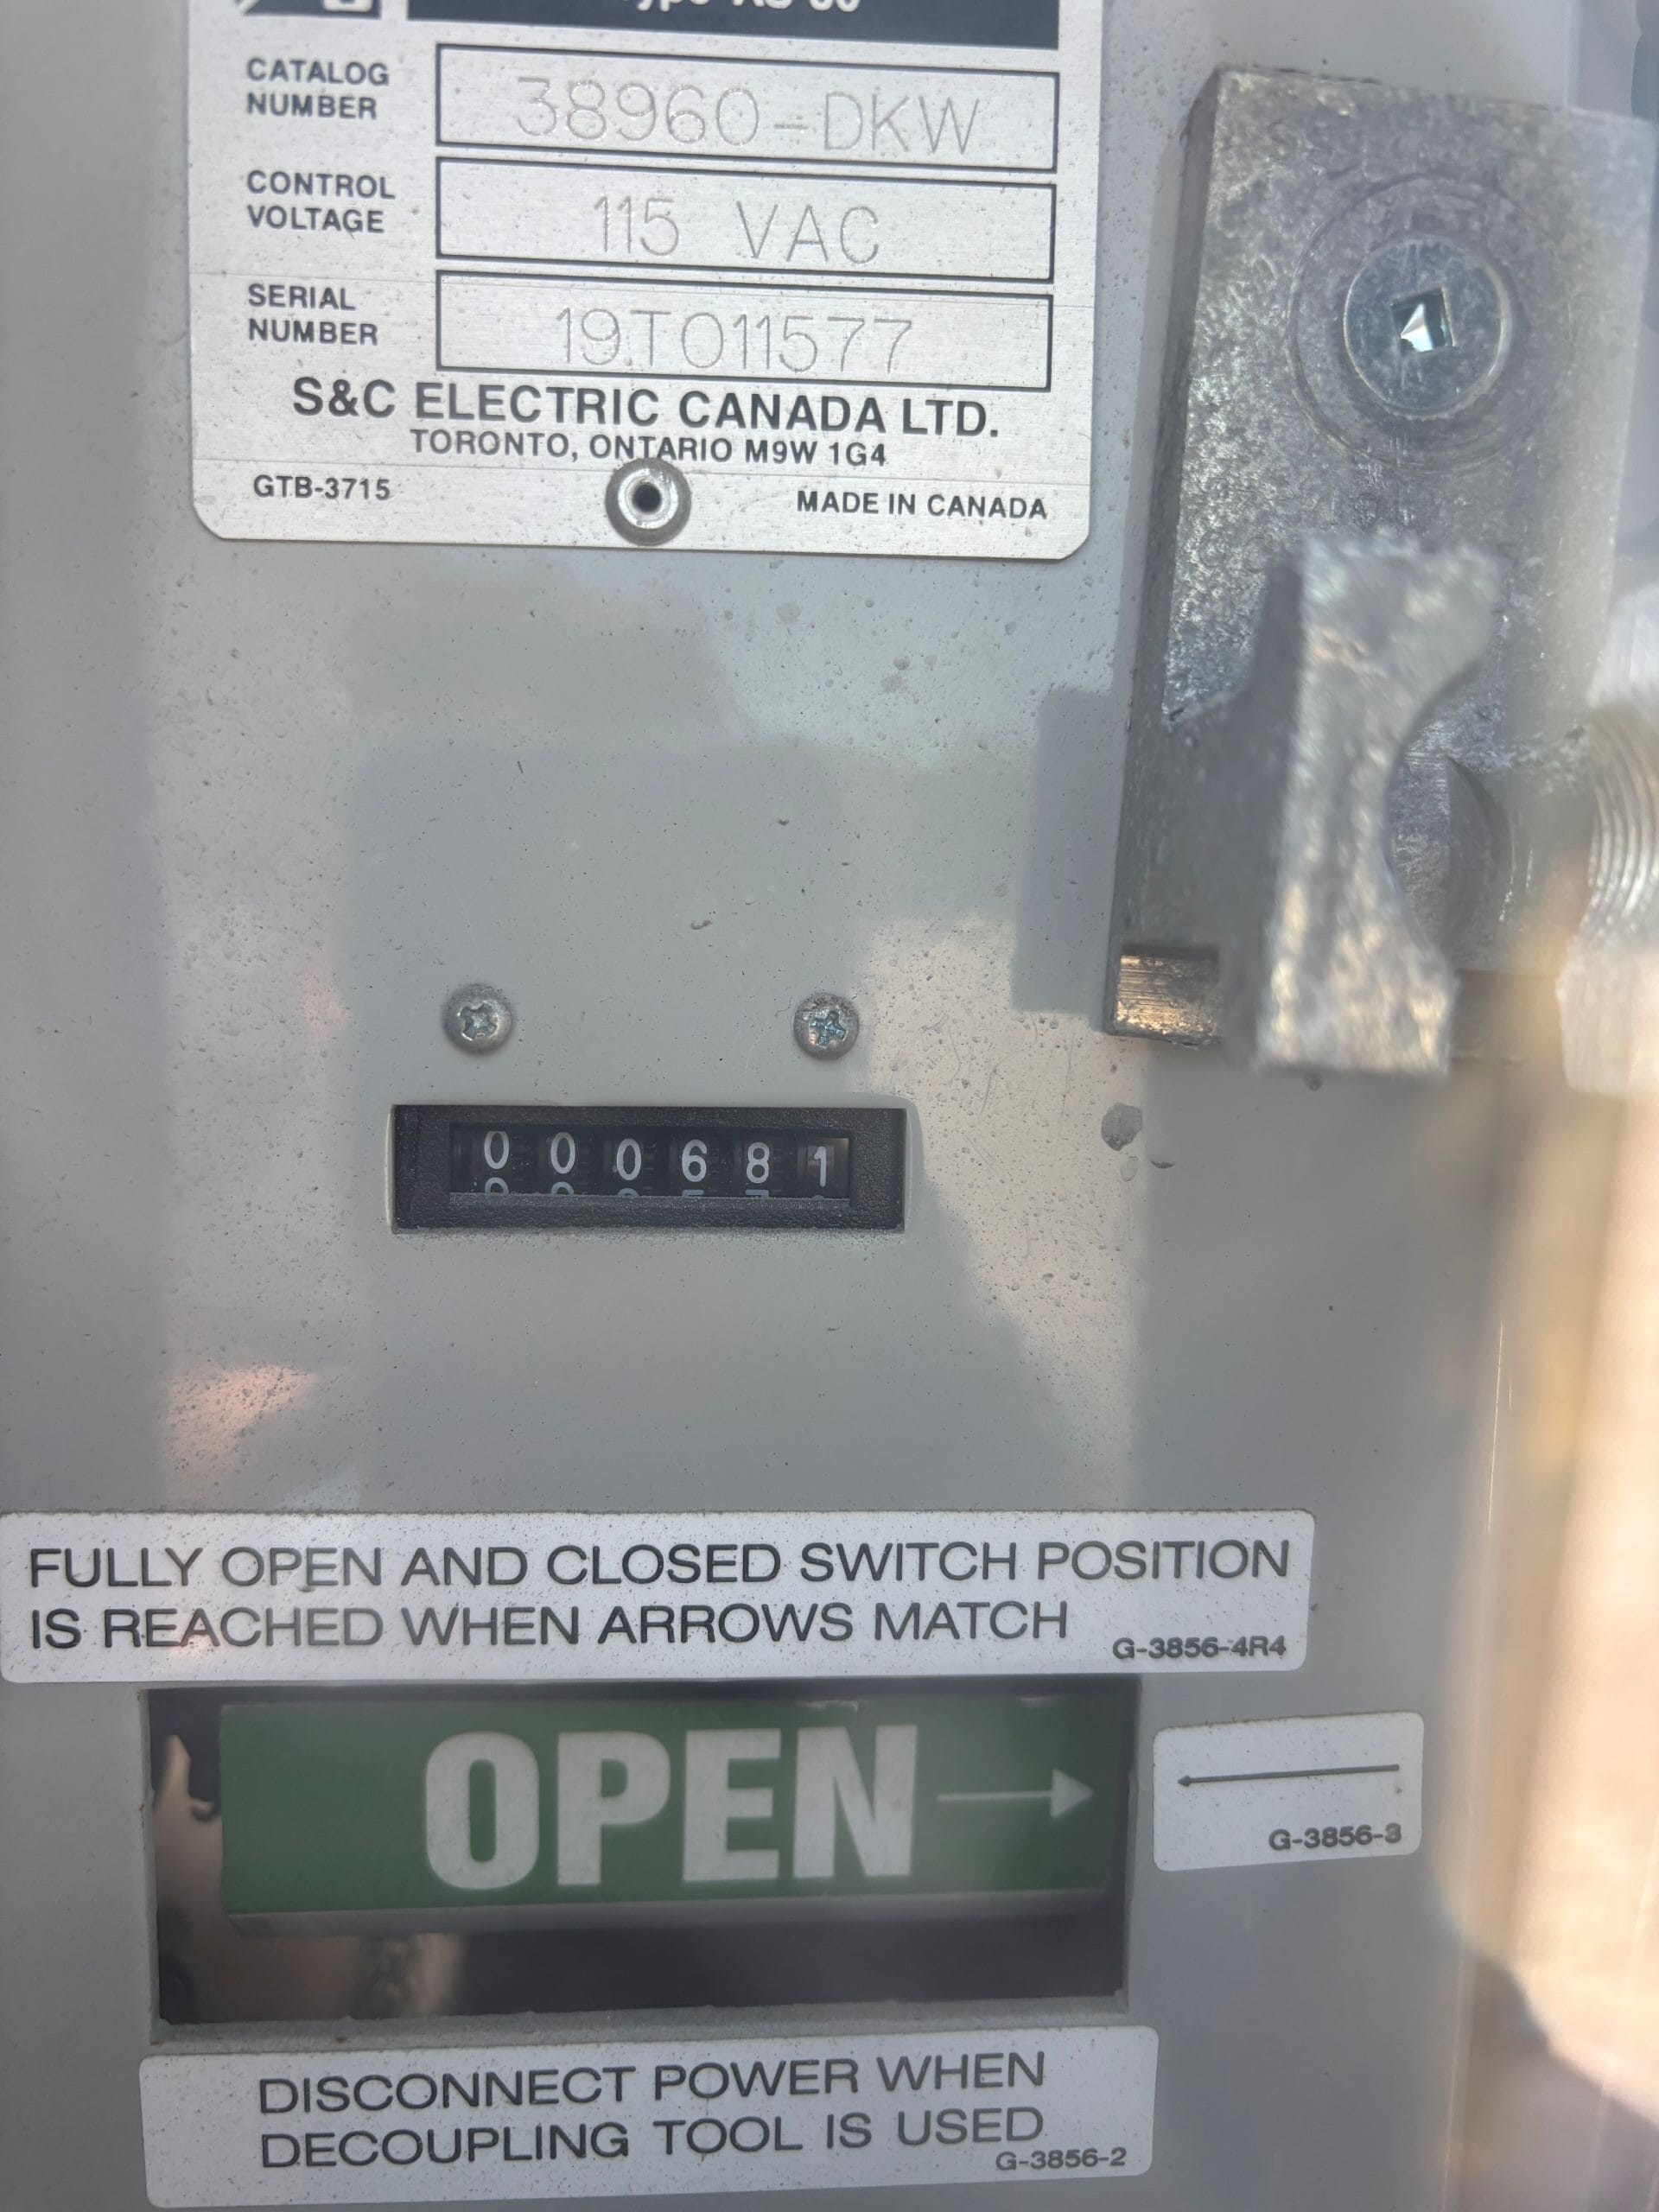 CATALOG
NUMBER
38960-DKW
CONTROL
VOLTAGE
115 VAC
SERIAL
NUMBER
19T011577
S&C ELECTRIC CANADA LTD.
TORONTO, ONTARIO M9W 1G4
GTB-3715
MADE IN CANADA
000681
FULLY OPEN AND CLOSED SWITCH POSITION
IS REACHED WHEN ARROWS MATCH
G-3856-4R4
OPEN
G-3856-3
DISCONNECT POWER WHEN
DECOUPLING TOOL IS USED
G-3856-2